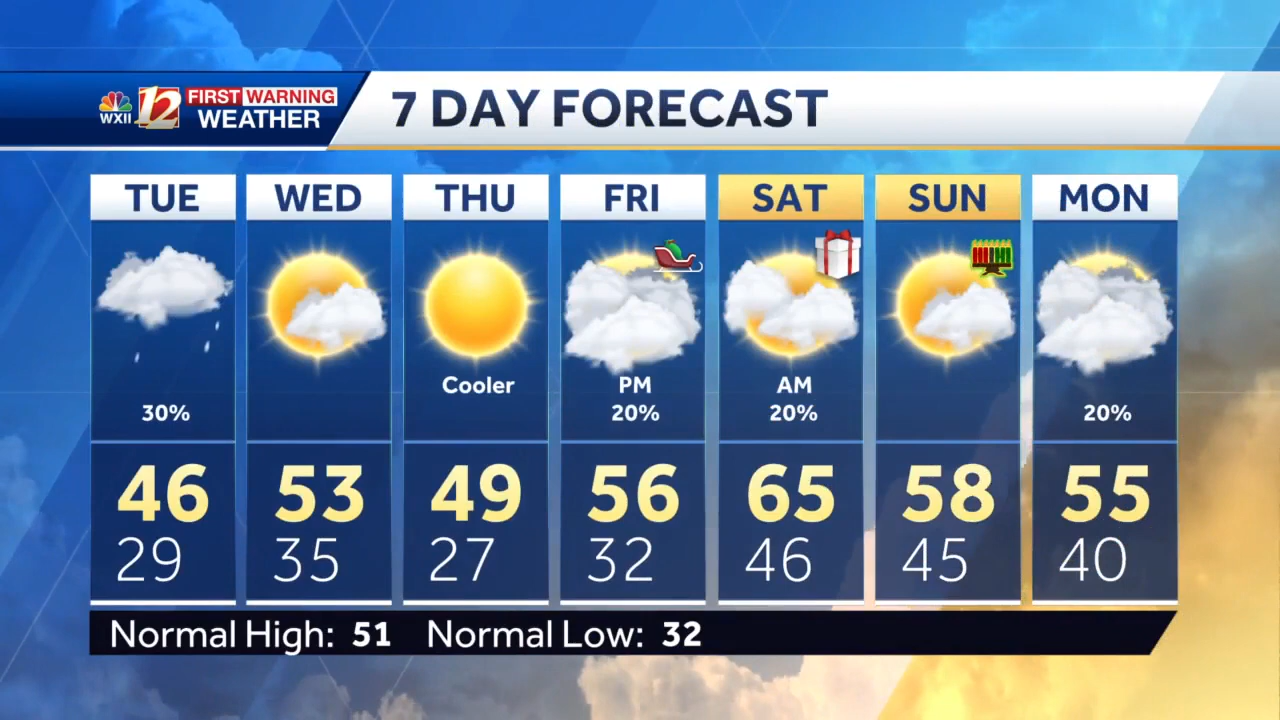 WXII 12 FIRST WARNING WEATHER
7 DAY FORECAST
TUE WED THU FRI SAT SUN MON
Cooler PM AM
30% 20% 20% 20%
46 53 49 56 65 58 55
29 35 27 32 46 45 40
Normal High: 51 Normal Low: 32